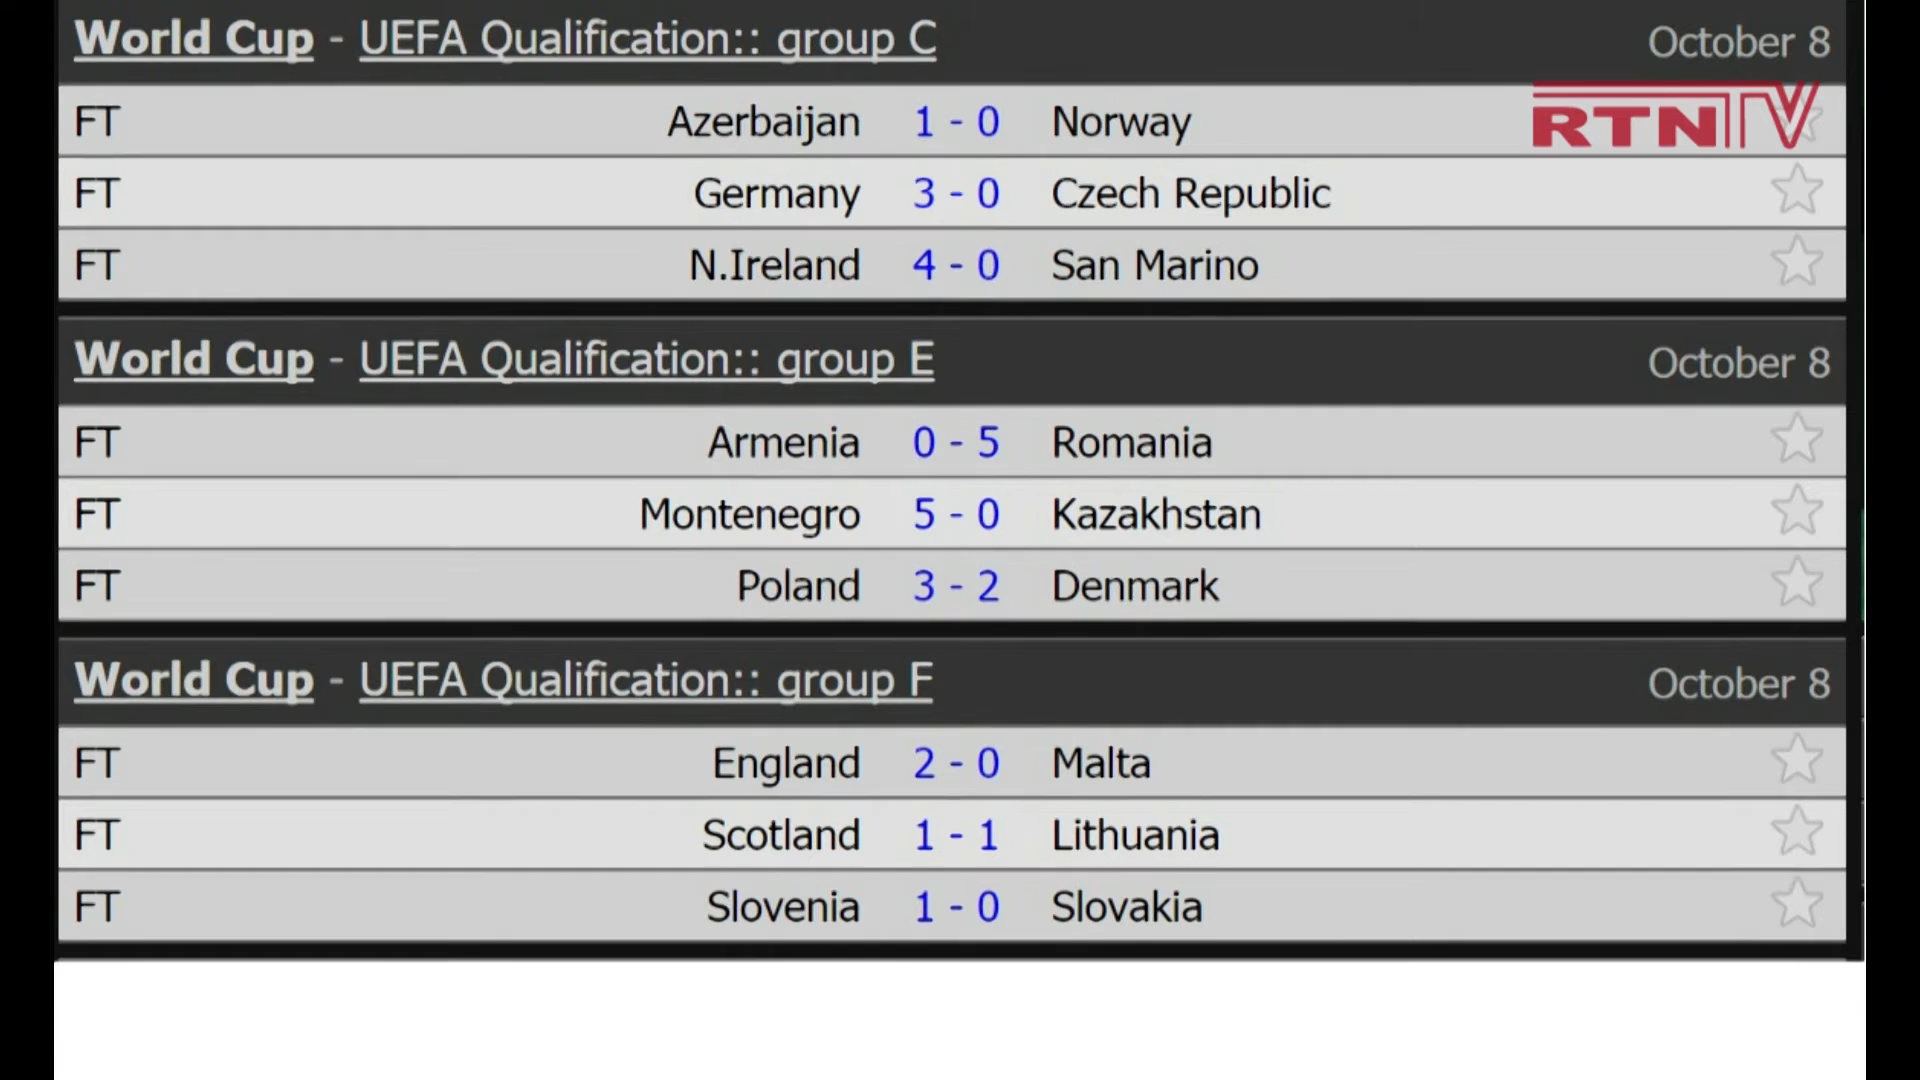 World Cup - UEFA Qualification:: group C October 8
RTNTV
FT Azerbaijan 1 - 0 Norway
FT Germany 3 - 0 Czech Republic
FT N.Ireland 4 - 0 San Marino
World Cup - UEFA Qualification:: group E October 8
FT Armenia 0 - 5 Romania
FT Montenegro 5 - 0 Kazakhstan
FT Poland 3 - 2 Denmark
World Cup - UEFA Qualification:: group F October 8
FT England 2 - 0 Malta
FT Scotland 1 - 1 Lithuania
FT Slovenia 1 - 0 Slovakia